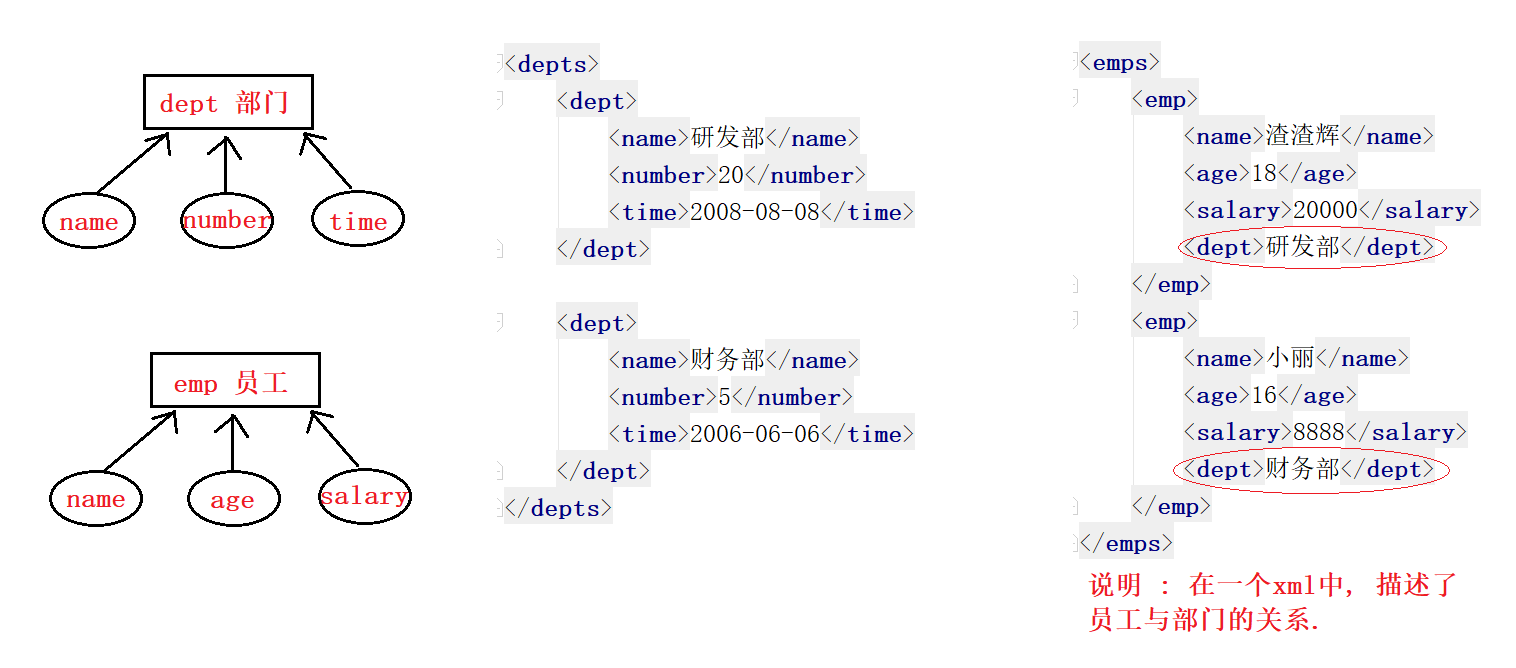 dept 部门
name
number
time
emp 员工
name
age
salary
<depts>
<dept>
<name>研发部</name>
<number>20</number>
<time>2008-08-08</time>
</dept>
<dept>
<name>财务部</name>
<number>5</number>
<time>2006-06-06</time>
</dept>
</depts>
<emps>
<emp>
<name>渣渣辉</name>
<age>18</age>
<salary>20000</salary>
<dept>研发部</dept>
</emp>
<emp>
<name>小丽</name>
<age>16</age>
<salary>8888</salary>
<dept>财务部</dept>
</emp>
</emps>
说明 : 在一个xml中, 描述了
员工与部门的关系.